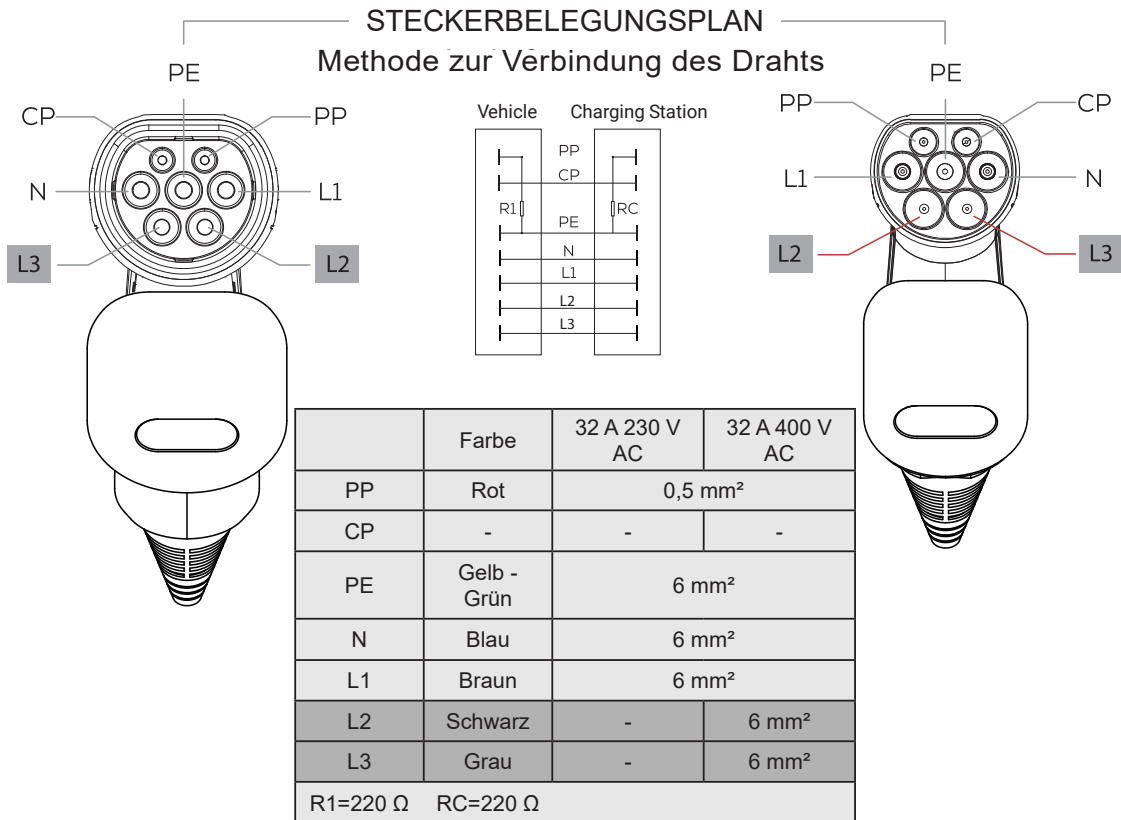 STECKERBELEGUNGSPLAN
Methode zur Verbindung des Drahts
PE
CP
PP
N
L1
L3
L2
Vehicle Charging Station
PP
CP
R1
RC
PE
N
L1
L2
L3
PE
PP
CP
L1
N
L2
L3
Farbe 32 A 230 V AC 32 A 400 V AC
PP Rot 0,5 mm²
CP - - -
PE Gelb - Grün 6 mm²
N Blau 6 mm²
L1 Braun 6 mm²
L2 Schwarz - 6 mm²
L3 Grau - 6 mm²
R1=220 Ω RC=220 Ω